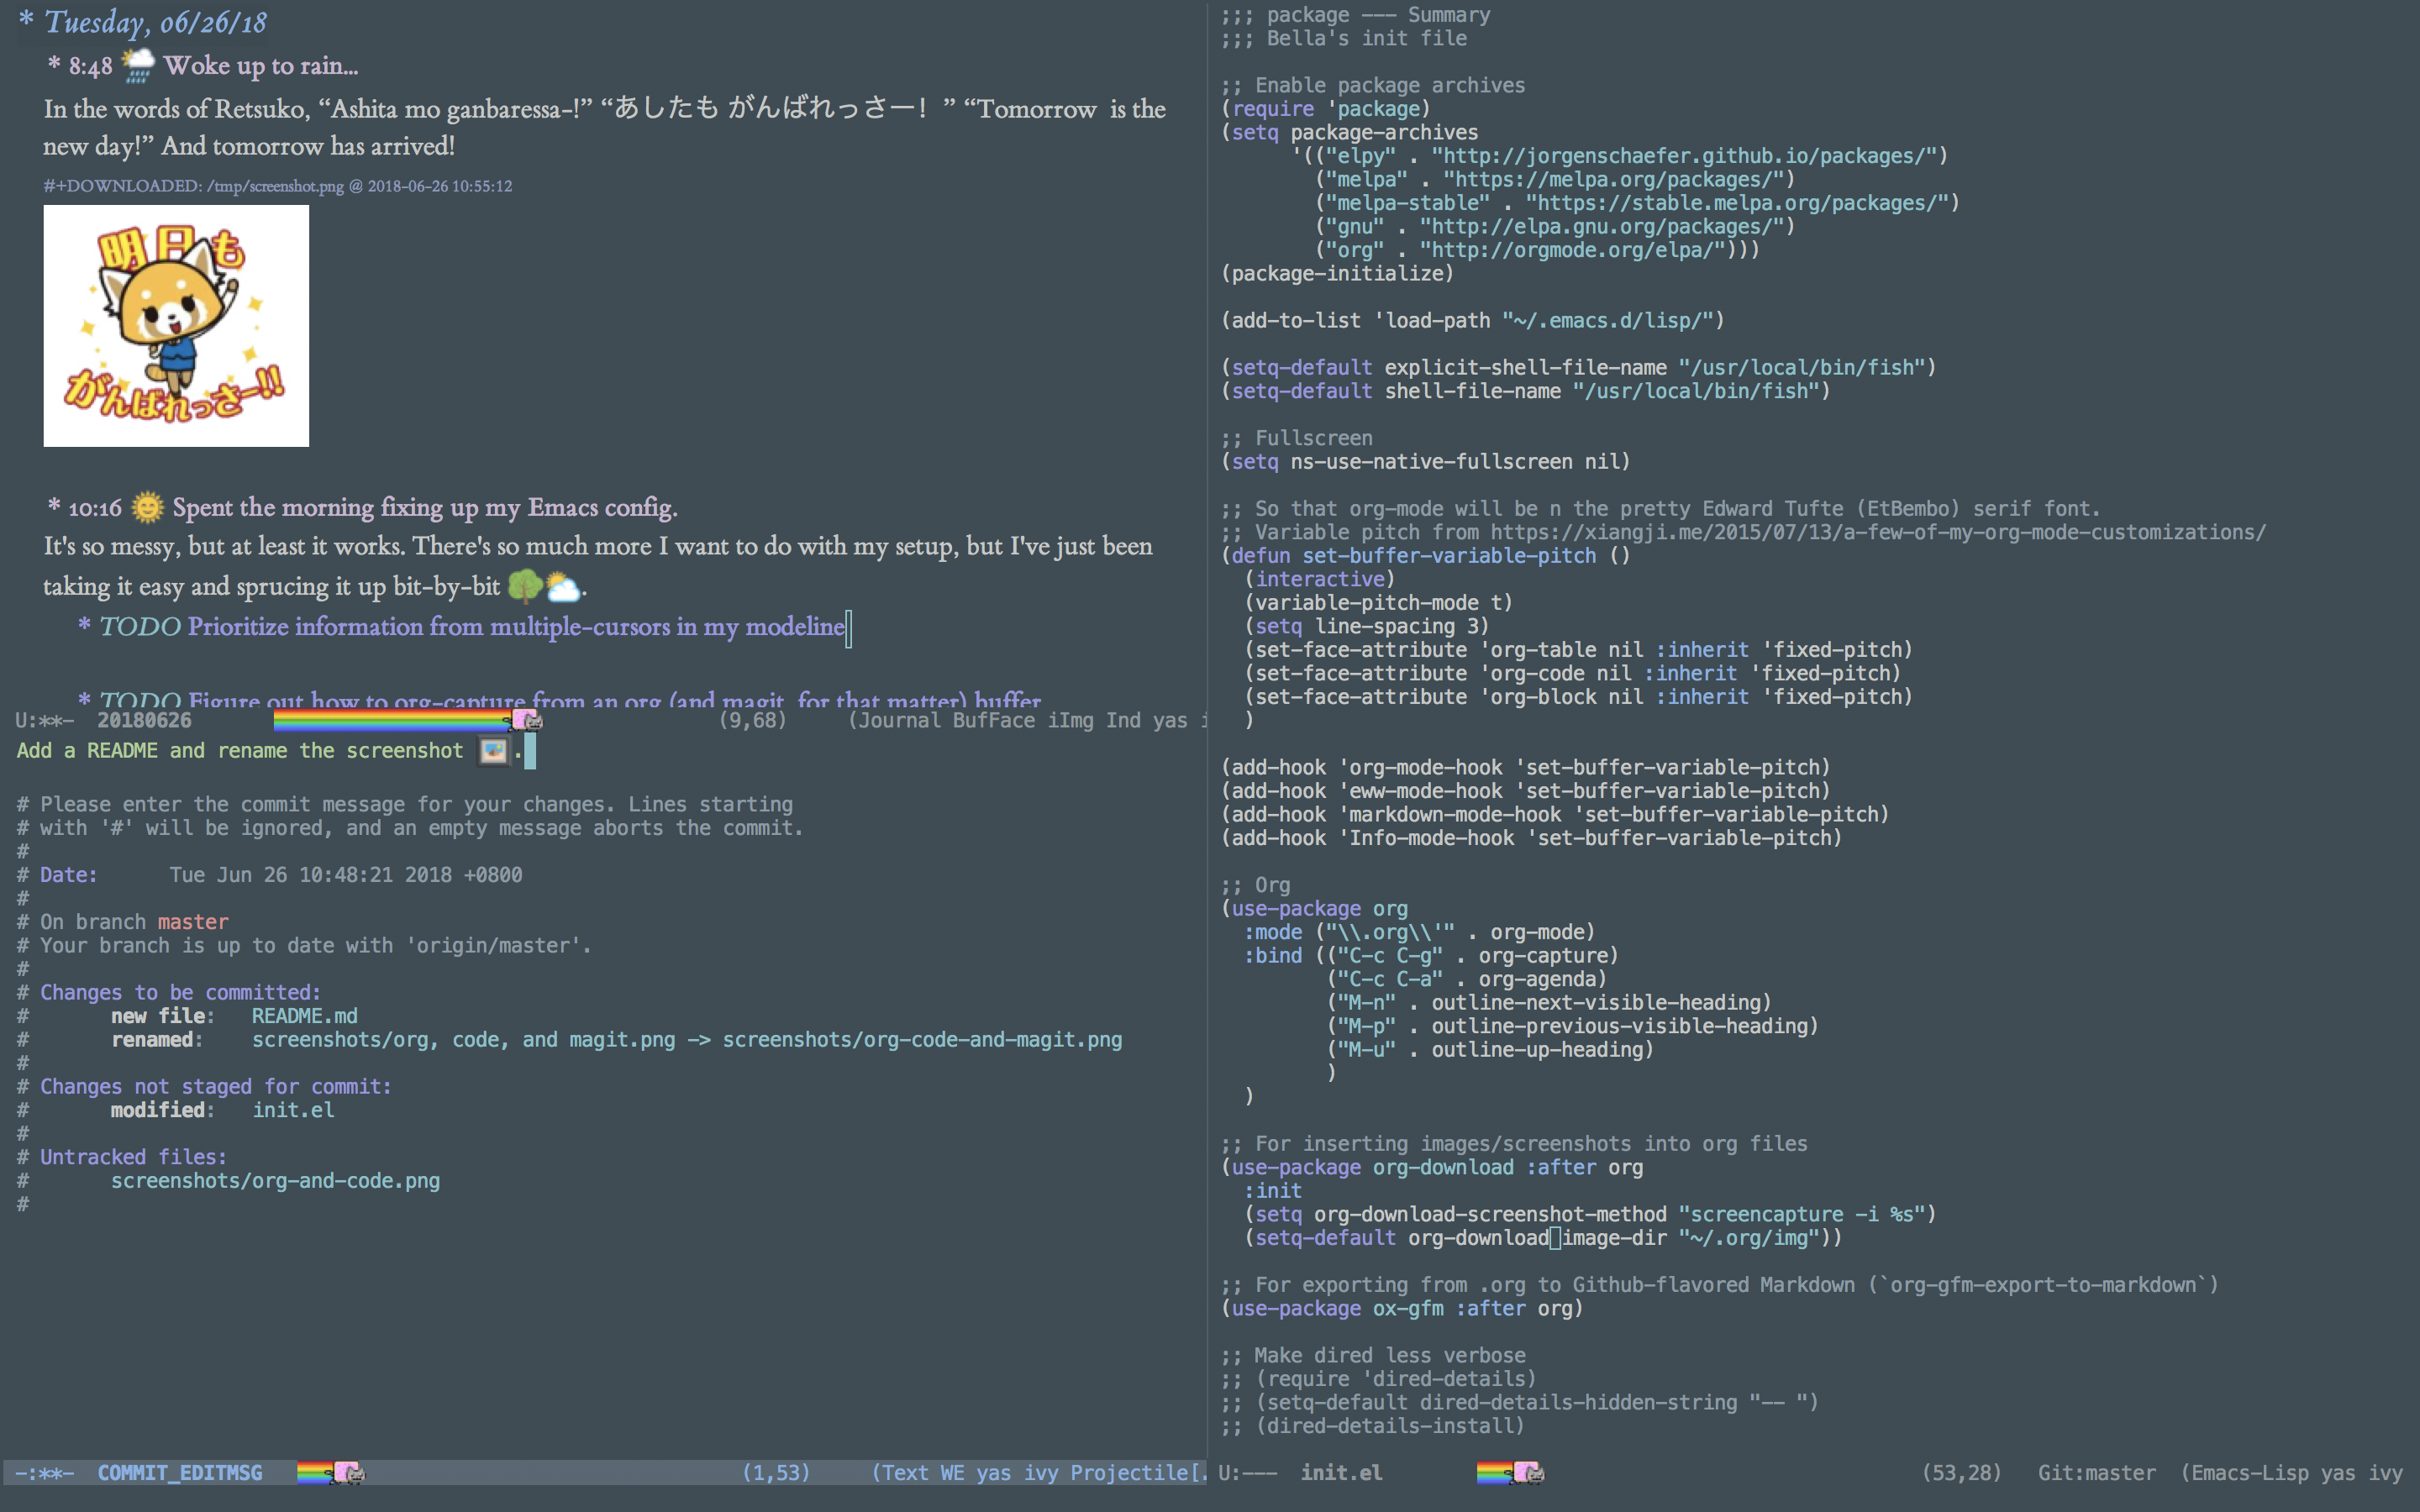 * Tuesday, 06/26/18
* 8:48 🌦 Woke up to rain...
In the words of Retsuko, “Ashita mo ganbaressa-!” “あしたも がんばれっさー！ ” “Tomorrow  is the
new day!” And tomorrow has arrived!
#+DOWNLOADED: /tmp/screenshot.png @ 2018-06-26 10:55:12
明日も
がんばれっさー!!
* 10:16 🌞 Spent the morning fixing up my Emacs config.
It's so messy, but at least it works. There's so much more I want to do with my setup, but I've just been
taking it easy and sprucing it up bit-by-bit 🌳⛅.
* TODO Prioritize information from multiple-cursors in my modeline
* TODO Figure out how to org-capture from an org (and magit, for that matter) buffer
U:**-  20180626  (9,68)  (Journal BufFace iImg Ind yas i
Add a README and rename the screenshot 🖼.
# Please enter the commit message for your changes. Lines starting
# with '#' will be ignored, and an empty message aborts the commit.
#
# Date:      Tue Jun 26 10:48:21 2018 +0800
#
# On branch master
# Your branch is up to date with 'origin/master'.
#
# Changes to be committed:
#       new file:   README.md
#       renamed:    screenshots/org, code, and magit.png -> screenshots/org-code-and-magit.png
#
# Changes not staged for commit:
#       modified:   init.el
#
# Untracked files:
#       screenshots/org-and-code.png
#
-:**-  COMMIT_EDITMSG  (1,53)  (Text WE yas ivy Projectile[.
;;; package --- Summary
;;; Bella's init file
;; Enable package archives
(require 'package)
(setq package-archives
      '(("elpy" . "http://jorgenschaefer.github.io/packages/")
        ("melpa" . "https://melpa.org/packages/")
        ("melpa-stable" . "https://stable.melpa.org/packages/")
        ("gnu" . "http://elpa.gnu.org/packages/")
        ("org" . "http://orgmode.org/elpa/")))
(package-initialize)
(add-to-list 'load-path "~/.emacs.d/lisp/")
(setq-default explicit-shell-file-name "/usr/local/bin/fish")
(setq-default shell-file-name "/usr/local/bin/fish")
;; Fullscreen
(setq ns-use-native-fullscreen nil)
;; So that org-mode will be n the pretty Edward Tufte (EtBembo) serif font.
;; Variable pitch from https://xiangji.me/2015/07/13/a-few-of-my-org-mode-customizations/
(defun set-buffer-variable-pitch ()
  (interactive)
  (variable-pitch-mode t)
  (setq line-spacing 3)
  (set-face-attribute 'org-table nil :inherit 'fixed-pitch)
  (set-face-attribute 'org-code nil :inherit 'fixed-pitch)
  (set-face-attribute 'org-block nil :inherit 'fixed-pitch)
  )
(add-hook 'org-mode-hook 'set-buffer-variable-pitch)
(add-hook 'eww-mode-hook 'set-buffer-variable-pitch)
(add-hook 'markdown-mode-hook 'set-buffer-variable-pitch)
(add-hook 'Info-mode-hook 'set-buffer-variable-pitch)
;; Org
(use-package org
  :mode ("\\.org\\'" . org-mode)
  :bind (("C-c C-g" . org-capture)
         ("C-c C-a" . org-agenda)
         ("M-n" . outline-next-visible-heading)
         ("M-p" . outline-previous-visible-heading)
         ("M-u" . outline-up-heading)
         )
  )
;; For inserting images/screenshots into org files
(use-package org-download :after org
  :init
  (setq org-download-screenshot-method "screencapture -i %s")
  (setq-default org-download-image-dir "~/.org/img"))
;; For exporting from .org to Github-flavored Markdown (`org-gfm-export-to-markdown`)
(use-package ox-gfm :after org)
;; Make dired less verbose
;; (require 'dired-details)
;; (setq-default dired-details-hidden-string "-- ")
;; (dired-details-install)
U:---  init.el  (53,28)  Git:master  (Emacs-Lisp yas ivy